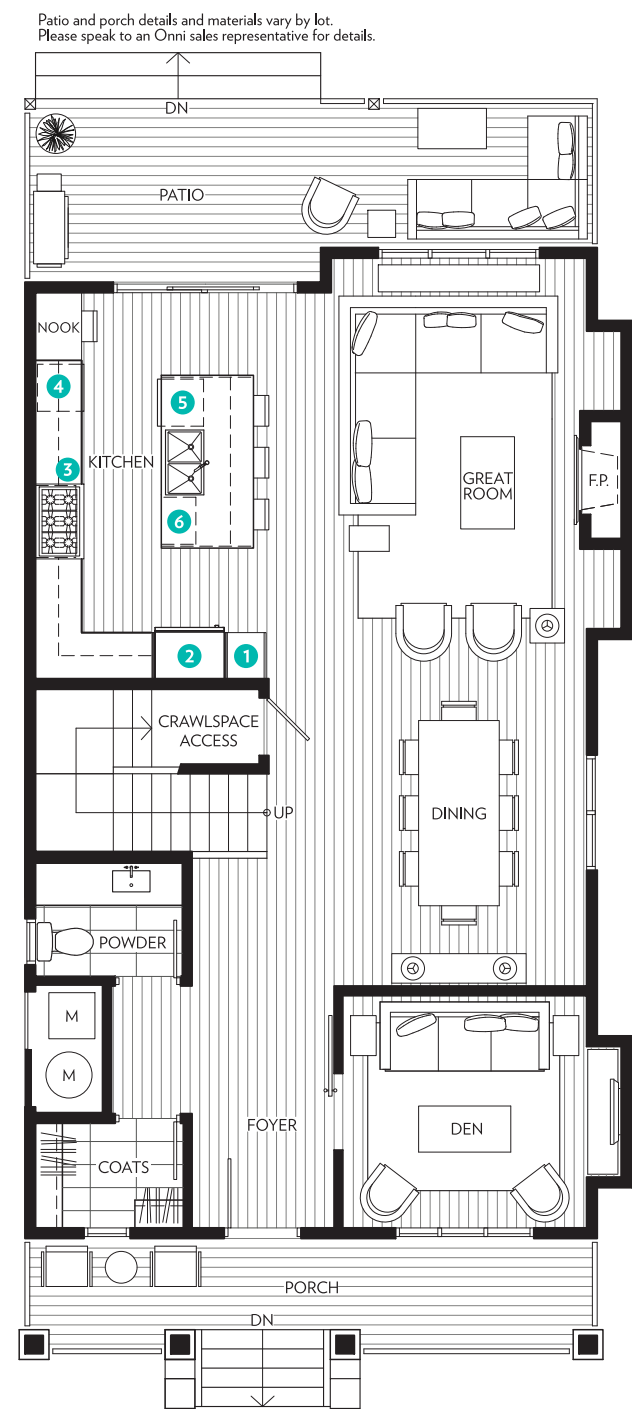 Patio and porch details and materials vary by lot.
Please speak to an Onni sales representative for details.
DN
PATIO
NOOK
4
5
3
KITCHEN
GREAT
ROOM
F.P.
6
2
1
CRAWLSPACE
ACCESS
UP
DINING
POWDER
M
M
FOYER
DEN
COATS
PORCH
DN